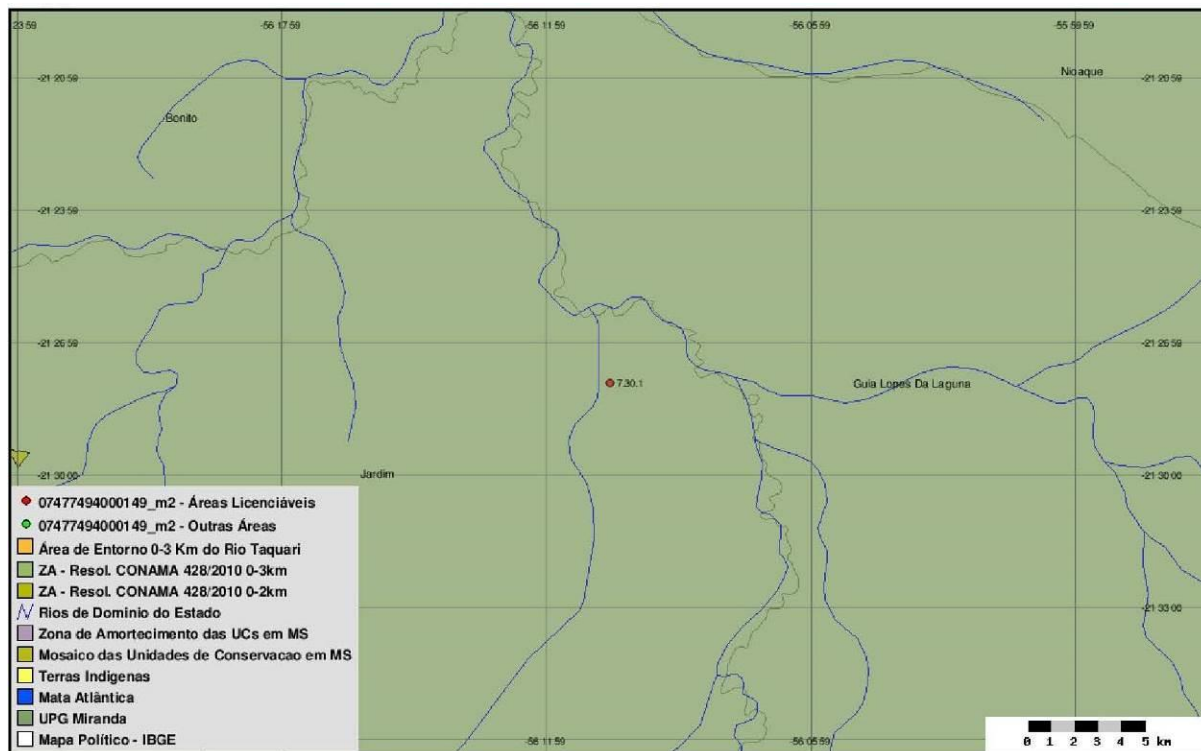 23 59
-56 17 59
-56 11 59
-56 05 59
-55 59 59
-21 20 59
Nioaque
-21 20 59
Bonito
-21 23 59
-21 23 59
-21 26 59
-21 26 59
7.30.1
Guia Lopes Da Laguna
-21 30 00
Jardim
-21 30 00
07477494000149_m2 - Áreas Licenciáveis
07477494000149_m2 - Outras Áreas
Área de Entorno 0-3 Km do Rio Taquari
ZA - Resol. CONAMA 428/2010 0-3km
ZA - Resol. CONAMA 428/2010 0-2km
Rios de Dominio do Estado
-21 33 00
Zona de Amortecimento das UCs em MS
Mosaico das Unidades de Conservacao em MS
Terras Indigenas
Mata Atlântica
UPG Miranda
Mapa Político - IBGE
-56 11 59
-56 05 59
0 1 2 3 4 5 km